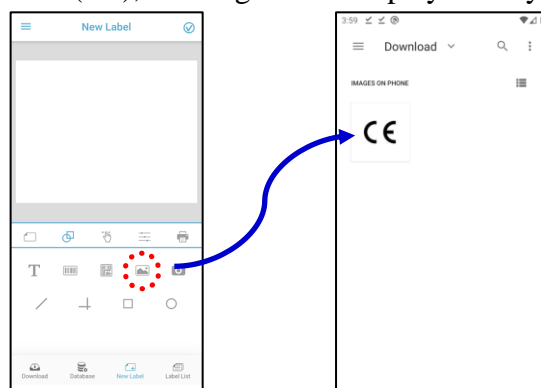 New Label
3:59
Download
IMAGES ON PHONE
CE
T
Download Database New Label Label List